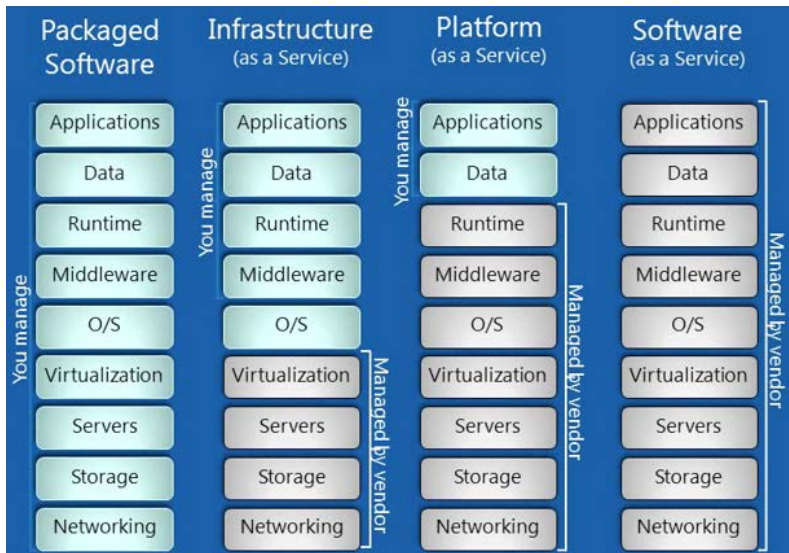 Packaged
Software
You manage
Applications
Data
Runtime
Middleware
O/S
Virtualization
Servers
Storage
Networking
Infrastructure
(as a Service)
You manage
Applications
Data
Runtime
Middleware
O/S
Virtualization
Servers
Storage
Networking
Managed by vendor
Platform
(as a Service)
You manage
Applications
Data
Runtime
Middleware
O/S
Virtualization
Servers
Storage
Networking
Managed by vendor
Software
(as a Service)
Applications
Data
Runtime
Middleware
O/S
Virtualization
Servers
Storage
Networking
Managed by vendor